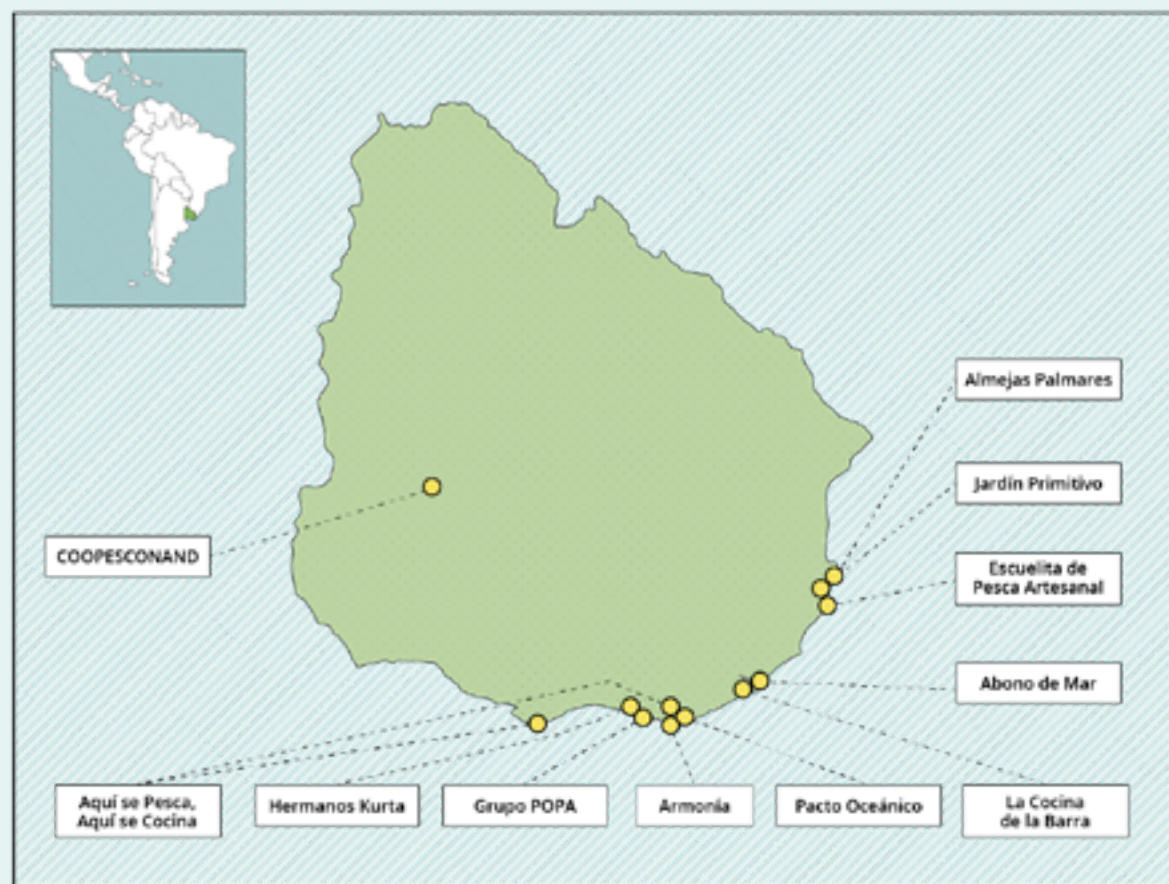 Almejas Palmares
Jardín Primitivo
Escuelita de
Pesca Artesanal
COOPESCONAND
Abono de Mar
Aquí se Pesca,
Aquí se Cocina
Hermanos Kurta
Grupo POPA
Armonía
Pacto Oceánico
La Cocina
de la Barra